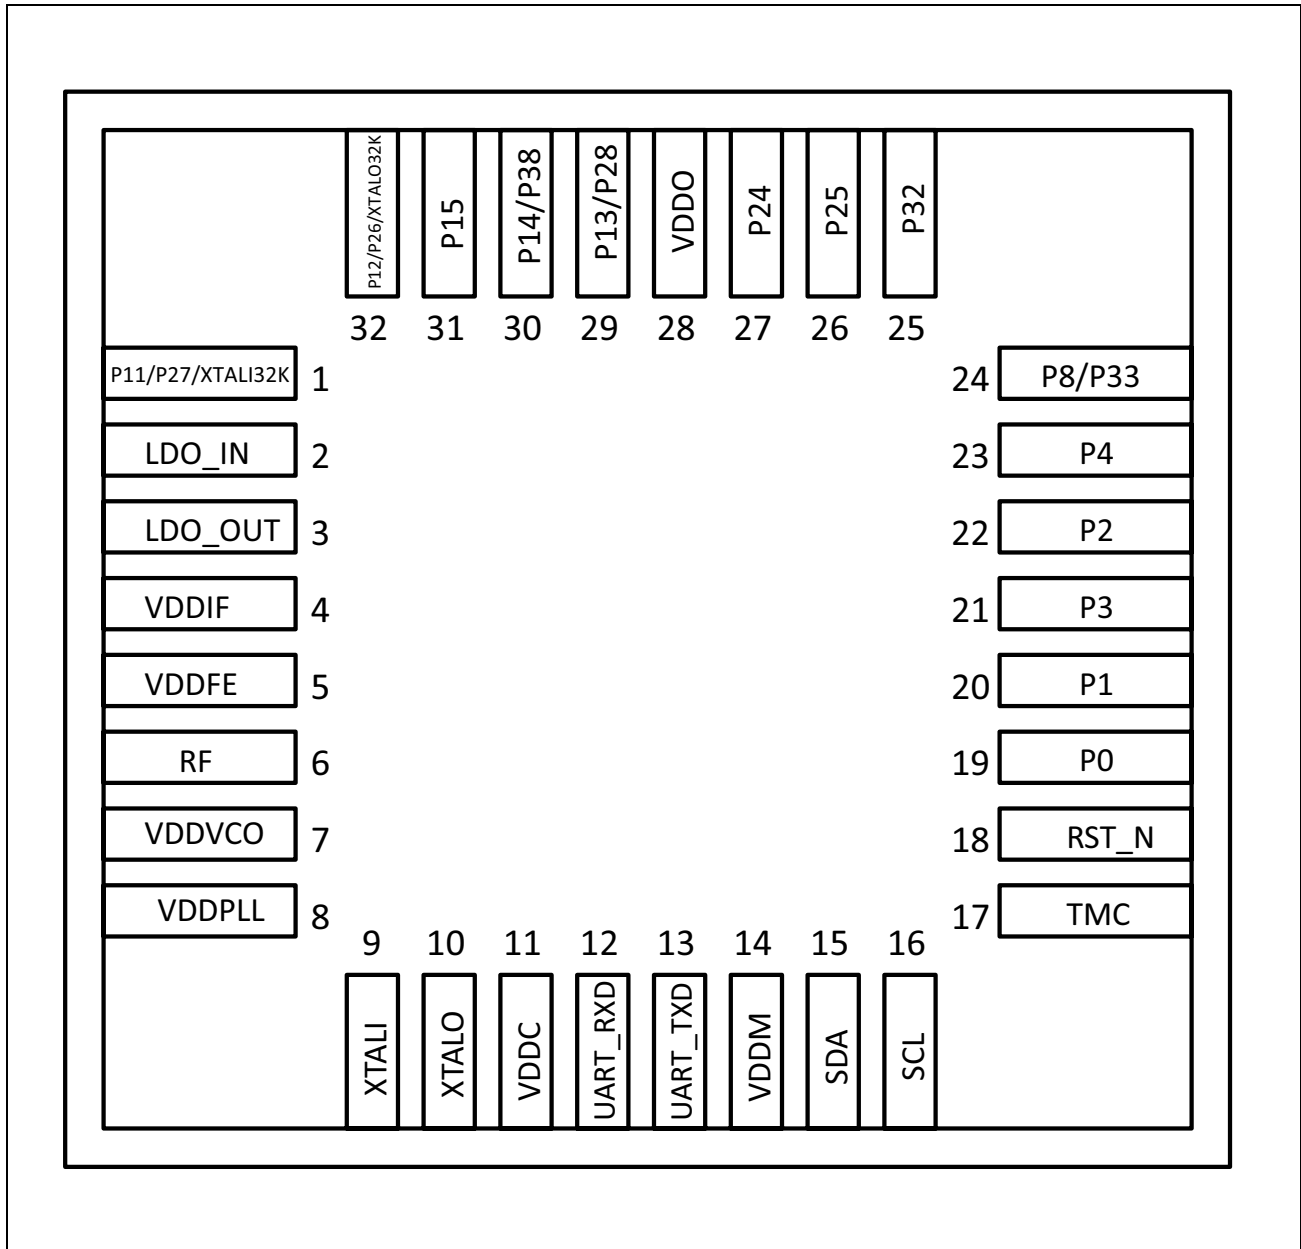 P12/P26/XTALO32K P15 P14/P38 P13/P28 VDDO P24 P25 P32
32 31 30 29 28 27 26 25
P11/P27/XTALI32K 1
LDO_IN 2
LDO_OUT 3
VDDIF 4
VDDFE 5
RF 6
VDDVCO 7
VDDPLL 8
24 P8/P33
23 P4
22 P2
21 P3
20 P1
19 P0
18 RST_N
17 TMC
9 10 11 12 13 14 15 16
XTALI XTALO VDDC UART_RXD UART_TXD VDDM SDA SCL